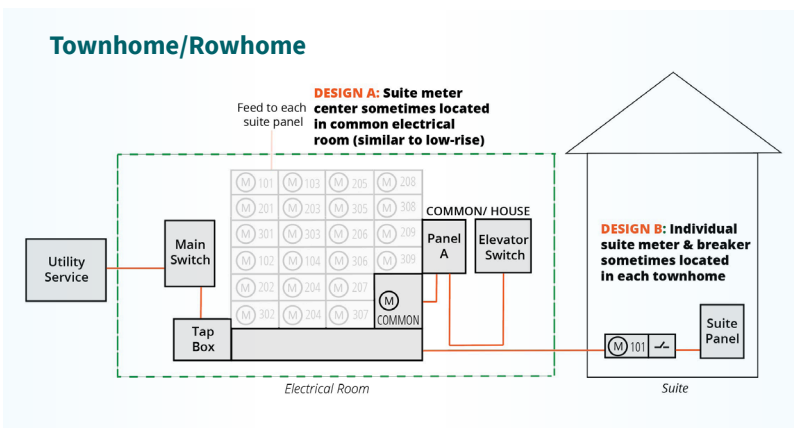 Townhome/Rowhome
DESIGN A: Suite meter
center sometimes located
in common electrical
room (similar to low-rise)
Feed to each
suite panel
M 101 M 103 M 205 M 208
M 201 M 203 M 305 M 308
M 301 M 303 M 206 M 209
M 102 M 104 M 306 M 309
M 202 M 204 M 207
M 302 M 204 M 307
M
COMMON
COMMON/ HOUSE
Panel
A
Elevator
Switch
Utility
Service
Main
Switch
Tap
Box
Electrical Room
DESIGN B: Individual
suite meter & breaker
sometimes located
in each townhome
M 101
Suite
Panel
Suite